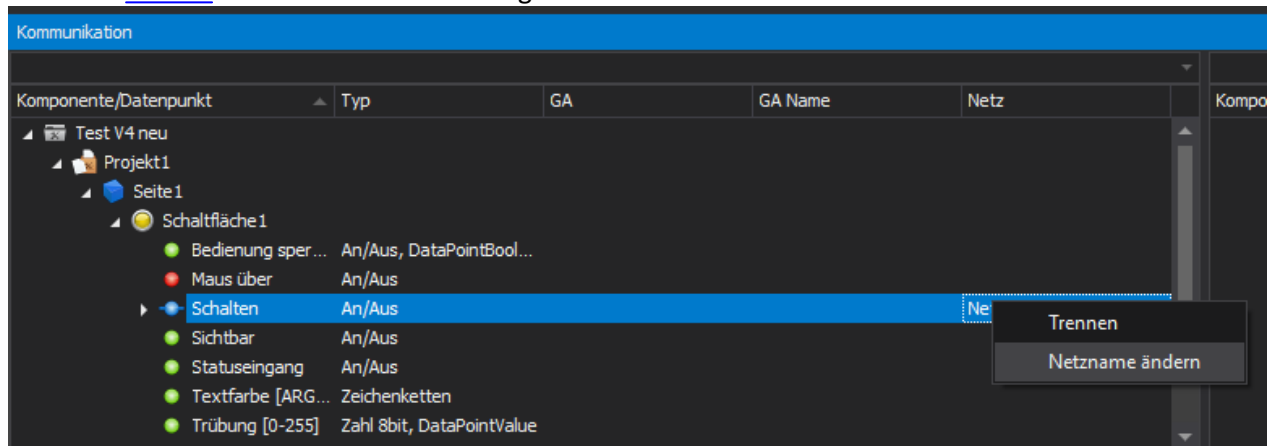 Kommunikation
Komponente/Datenpunkt Typ GA GA Name Netz Kompo
Test V4 neu
Projekt1
Seite1
Schaltfläche1
Bedienung sper... An/Aus, DataPointBool...
Maus über An/Aus
Schalten An/Aus Ne
Trennen
Sichtbar An/Aus
Netzname ändern
Statuseingang An/Aus
Textfarbe [ARG... Zeichenketten
Trübung [0-255] Zahl 8bit, DataPointValue